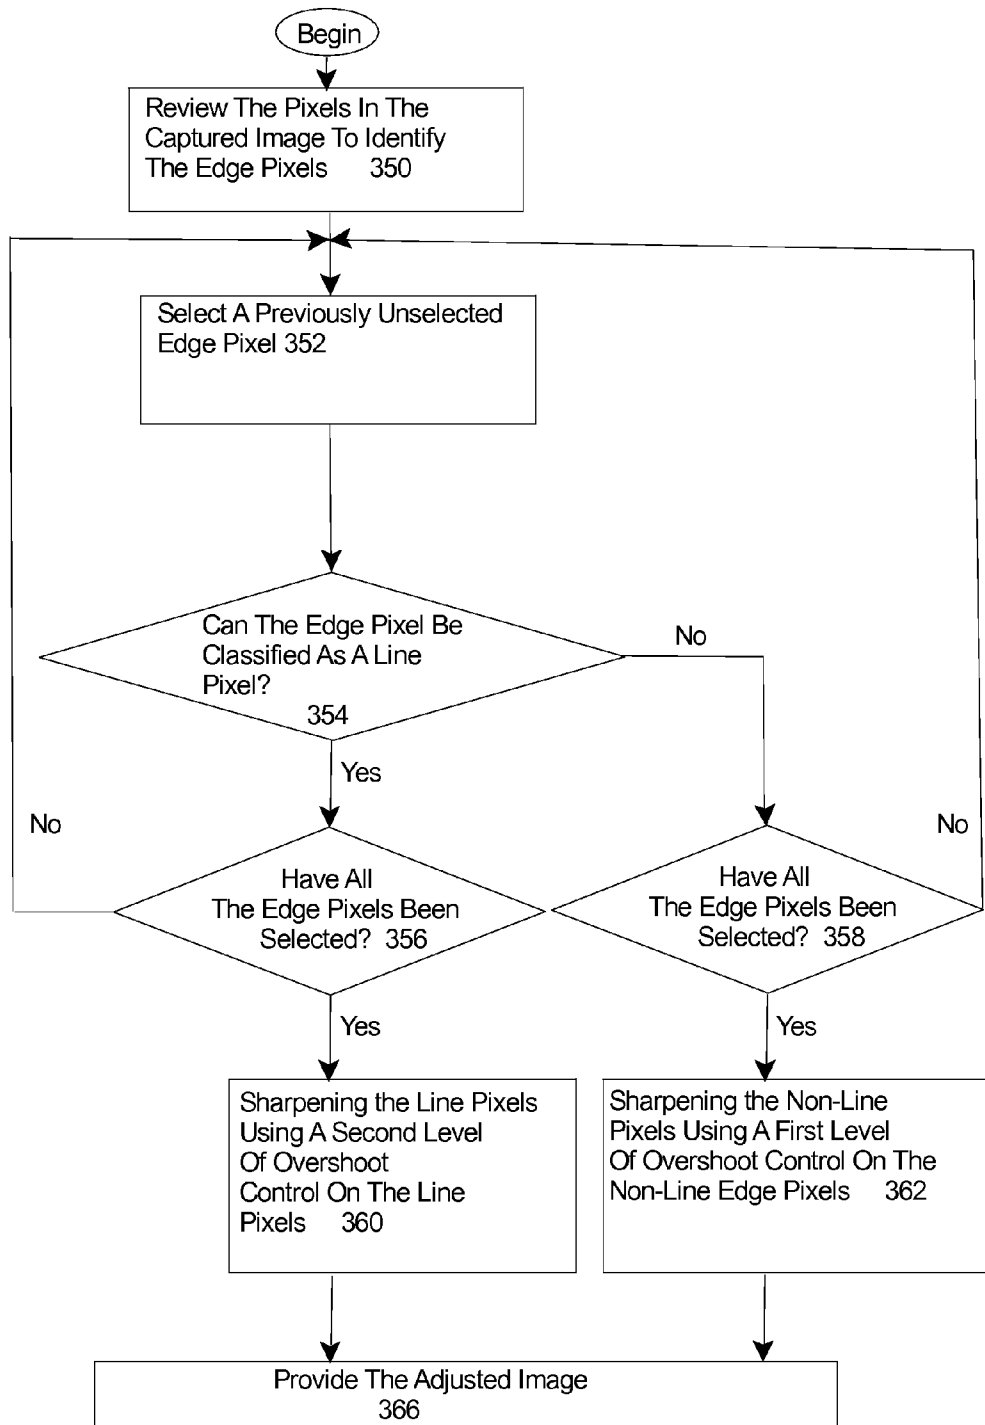 Begin
Review The Pixels In The
Captured Image To Identify
The Edge Pixels 350
Select A Previously Unselected
Edge Pixel 352
Can The Edge Pixel Be
Classified As A Line
Pixel?
354
No
Yes
No
No
Have All
The Edge Pixels Been
Selected? 356
Have All
The Edge Pixels Been
Selected? 358
Yes
Yes
Sharpening the Line Pixels
Using A Second Level
Of Overshoot
Control On The Line
Pixels 360
Sharpening the Non-Line
Pixels Using A First Level
Of Overshoot Control On The
Non-Line Edge Pixels 362
Provide The Adjusted Image
366